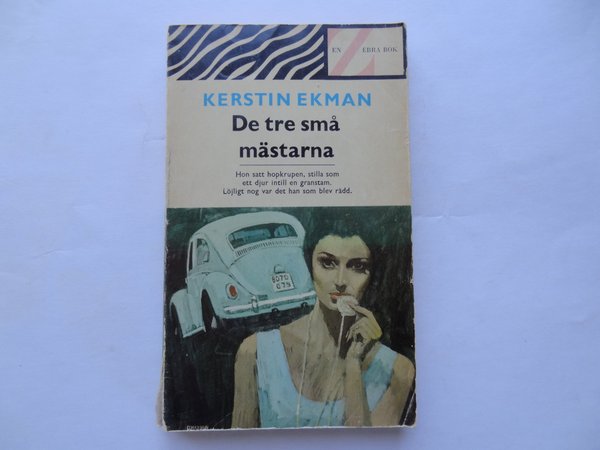 EN ZEBRA BOK
KERSTIN EKMAN
De tre små
mästarna
Hon satt hopkrupen, stilla som
ett djur intill en granstam.
Löjligt nog var det han som blev rädd.